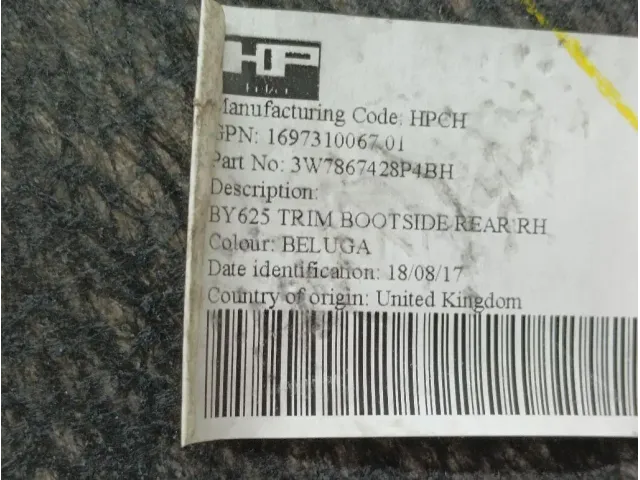 HP
Manufacturing Code: HPCH
GPN: 1697310067 01
Part No: 3W7867428P4BH
Description:
BY625 TRIM BOOTSIDE REAR RH
Colour: BELUGA
Date identification: 18/08/17
Country of origin: United Kingdom